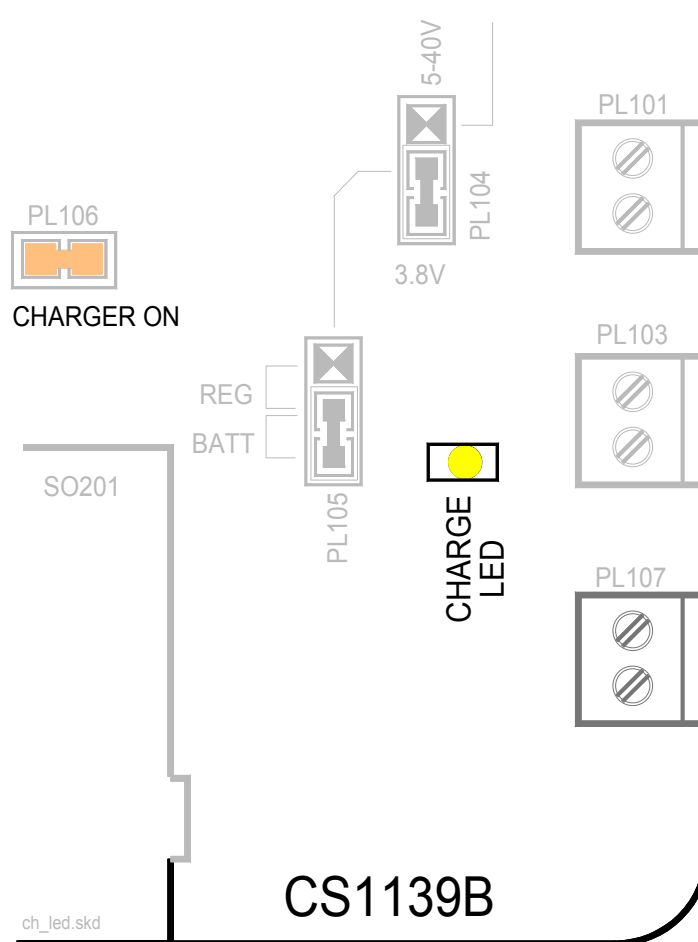 5-40V
PL101
PL104
PL106
3.8V
CHARGER ON
PL103
REG
BATT
SO201
PL105
CHARGE
LED
PL107
CS1139B
ch_led.skd